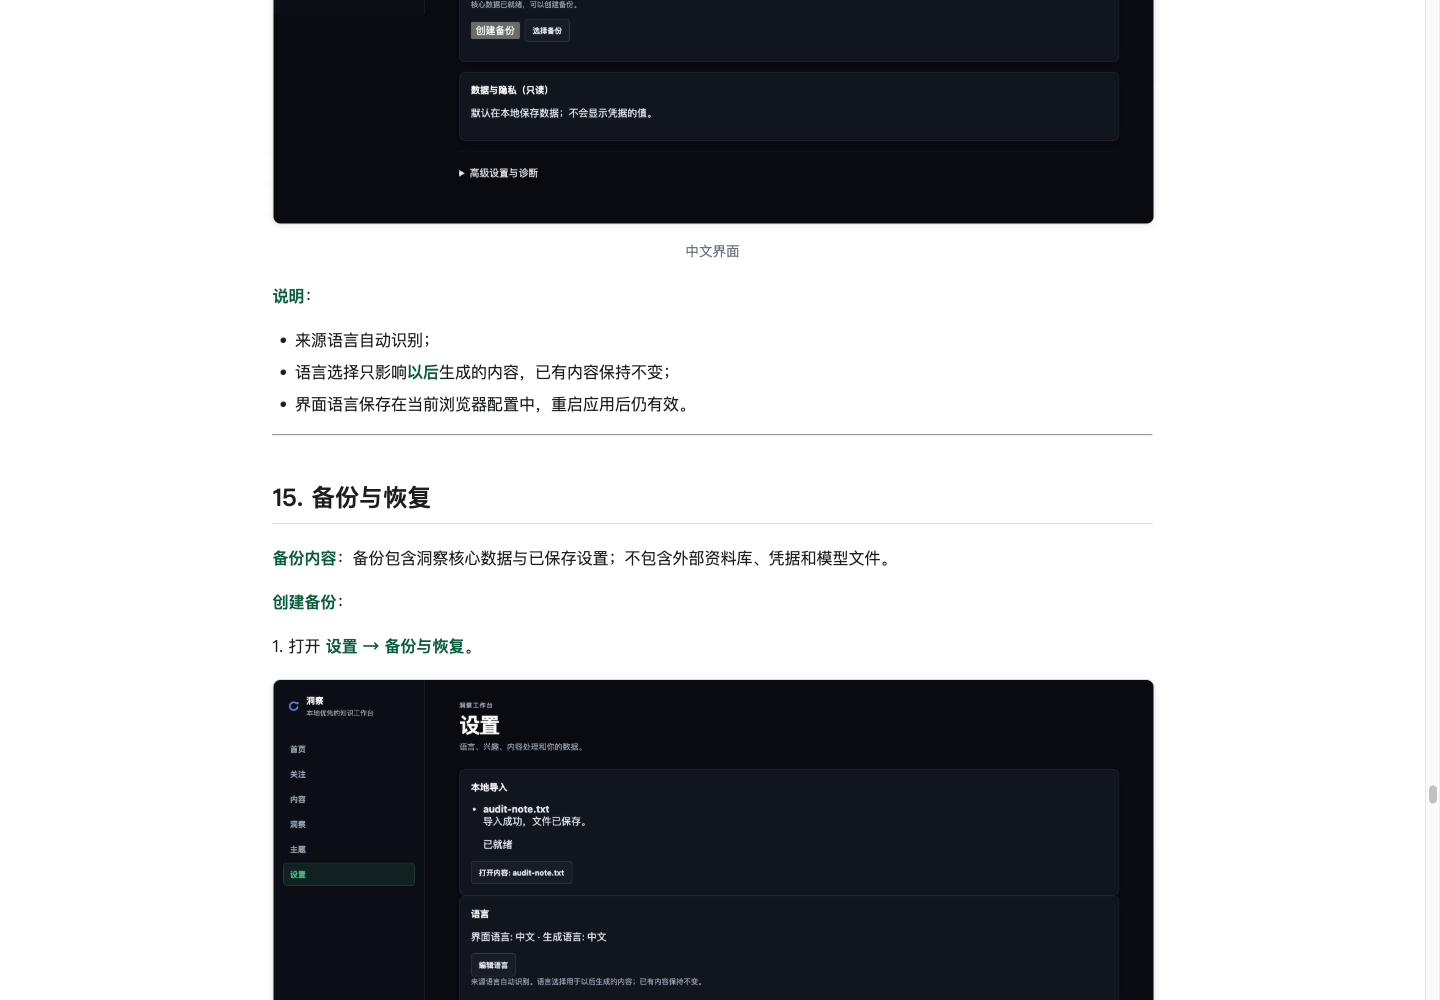 核心数据已就绪，可以创建备份。
创建备份 选择备份
数据与隐私（只读）
默认在本地保存数据；不会显示凭据的值。
高级设置与诊断
中文界面
说明：
• 来源语言自动识别；
• 语言选择只影响以后生成的内容，已有内容保持不变；
• 界面语言保存在当前浏览器配置中，重启应用后仍有效。
15. 备份与恢复
备份内容：备份包含洞察核心数据与已保存设置；不包含外部资料库、凭据和模型文件。
创建备份：
1. 打开 设置 → 备份与恢复。
洞察
本地优先的知识工作台
首页
关注
内容
洞察
主题
设置
洞察工作台
设置
语言、兴趣、内容处理和你的数据。
本地导入
• audit-note.txt
导入成功，文件已保存。
已就绪
打开内容: audit-note.txt
语言
界面语言: 中文 · 生成语言: 中文
编辑语言
来源语言自动识别。语言选择用于以后生成的内容；已有内容保持不变。